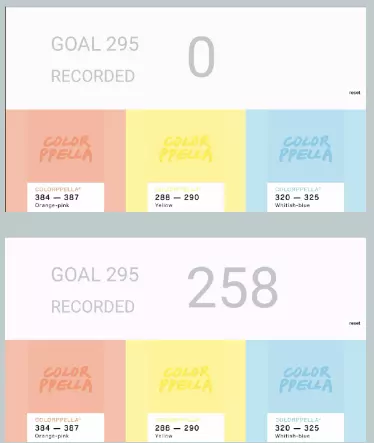 GOAL 295
0
RECORDED
reset
COLOR
PPELLA
COLOR
PPELLA
COLOR
PPELLA
COLORPPELLA®
384 — 387
Orange-pink
COLORPPELLA®
288 — 290
Yellow
COLORPPELLA®
320 — 325
Whitish-blue
GOAL 295
258
RECORDED
reset
COLOR
PPELLA
COLOR
PPELLA
COLOR
PPELLA
COLORPPELLA®
384 — 387
Orange-pink
COLORPPELLA®
286 — 290
Yellow
COLORPPELLA®
320 — 325
Whitish-blue